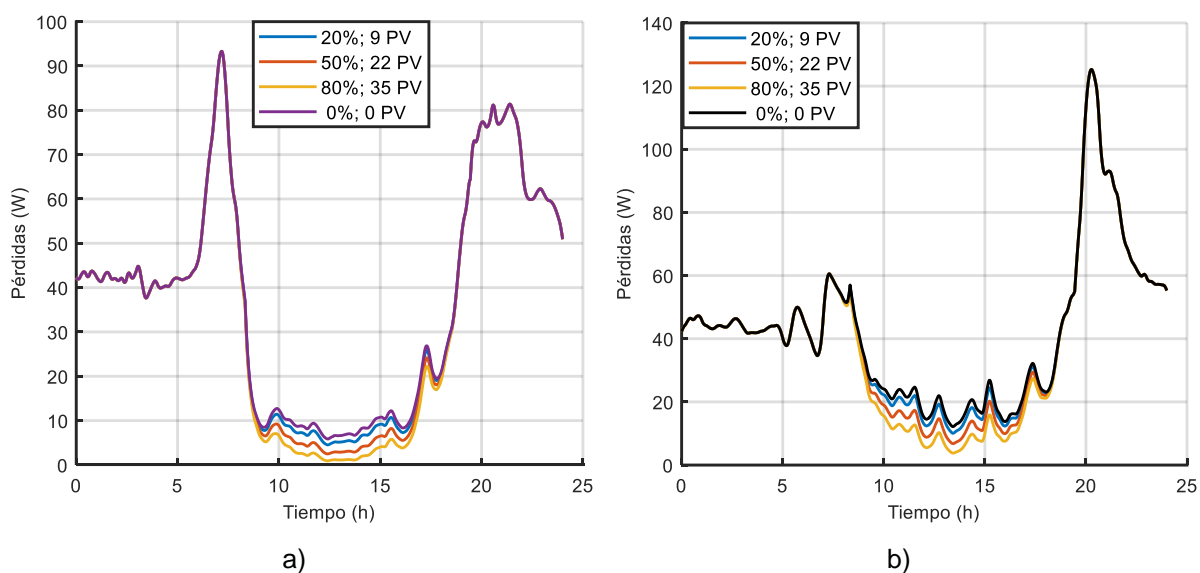 100
90
80
70
60
50
40
30
20
10
0
Pérdidas (W)
20%; 9 PV
50%; 22 PV
80%; 35 PV
0%; 0 PV
0 5 10 15 20 25
Tiempo (h)
a)
140
120
100
80
60
40
20
0
Pérdidas (W)
20%; 9 PV
50%; 22 PV
80%; 35 PV
0%; 0 PV
0 5 10 15 20 25
Tiempo (h)
b)